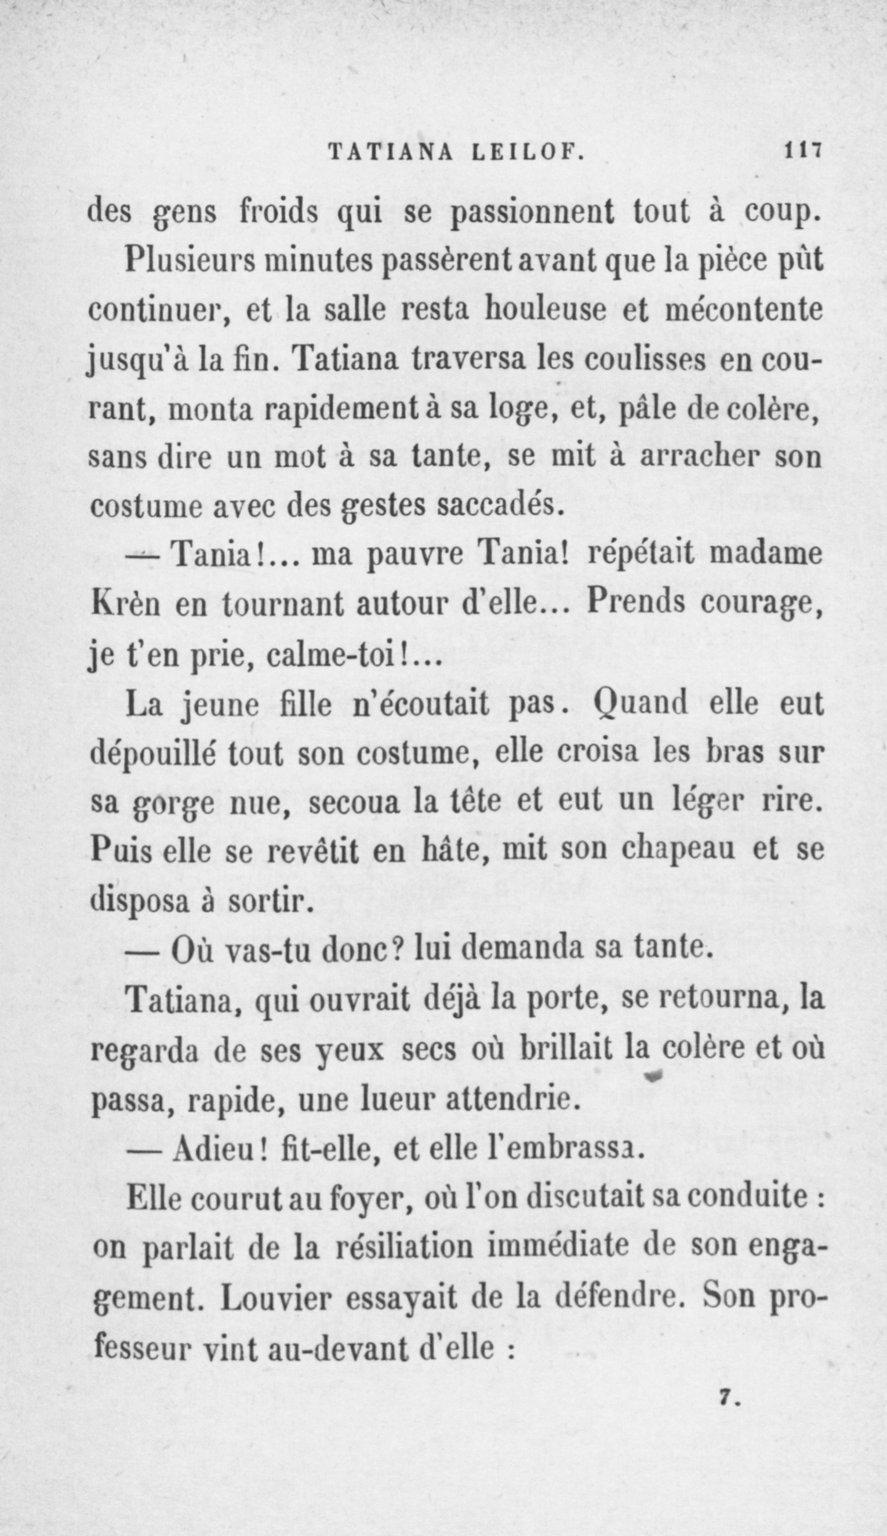 TATIANA LEILOF. 117
des gens froids qui se passionnent tout à coup.
Plusieurs minutes passèrent avant que la pièce pût
continuer, et la salle resta houleuse et mécontente
jusqu'à la fin. Tatiana traversa les coulisses en cou-
rant, monta rapidement à sa loge, et, pâle de colère,
sans dire un mot à sa tante, se mit à arracher son
costume avec des gestes saccadés.
— Tania!... ma pauvre Tania! répétait madame
Krèn en tournant autour d'elle... Prends courage,
je t'en prie, calme-toi!...
La jeune fille n'écoutait pas. Quand elle eut
dépouillé tout son costume, elle croisa les bras sur
sa gorge nue, secoua la tête et eut un léger rire.
Puis elle se revêtit en hâte, mit son chapeau et se
disposa à sortir.
— Où vas-tu donc? lui demanda sa tante.
Tatiana, qui ouvrait déjà la porte, se retourna, la
regarda de ses yeux secs où brillait la colère et où
passa, rapide, une lueur attendrie.
— Adieu! fit-elle, et elle l'embrassa.
Elle courut au foyer, où l'on discutait sa conduite :
on parlait de la résiliation immédiate de son enga-
gement. Louvier essayait de la défendre. Son pro-
fesseur vint au-devant d'elle :
7.